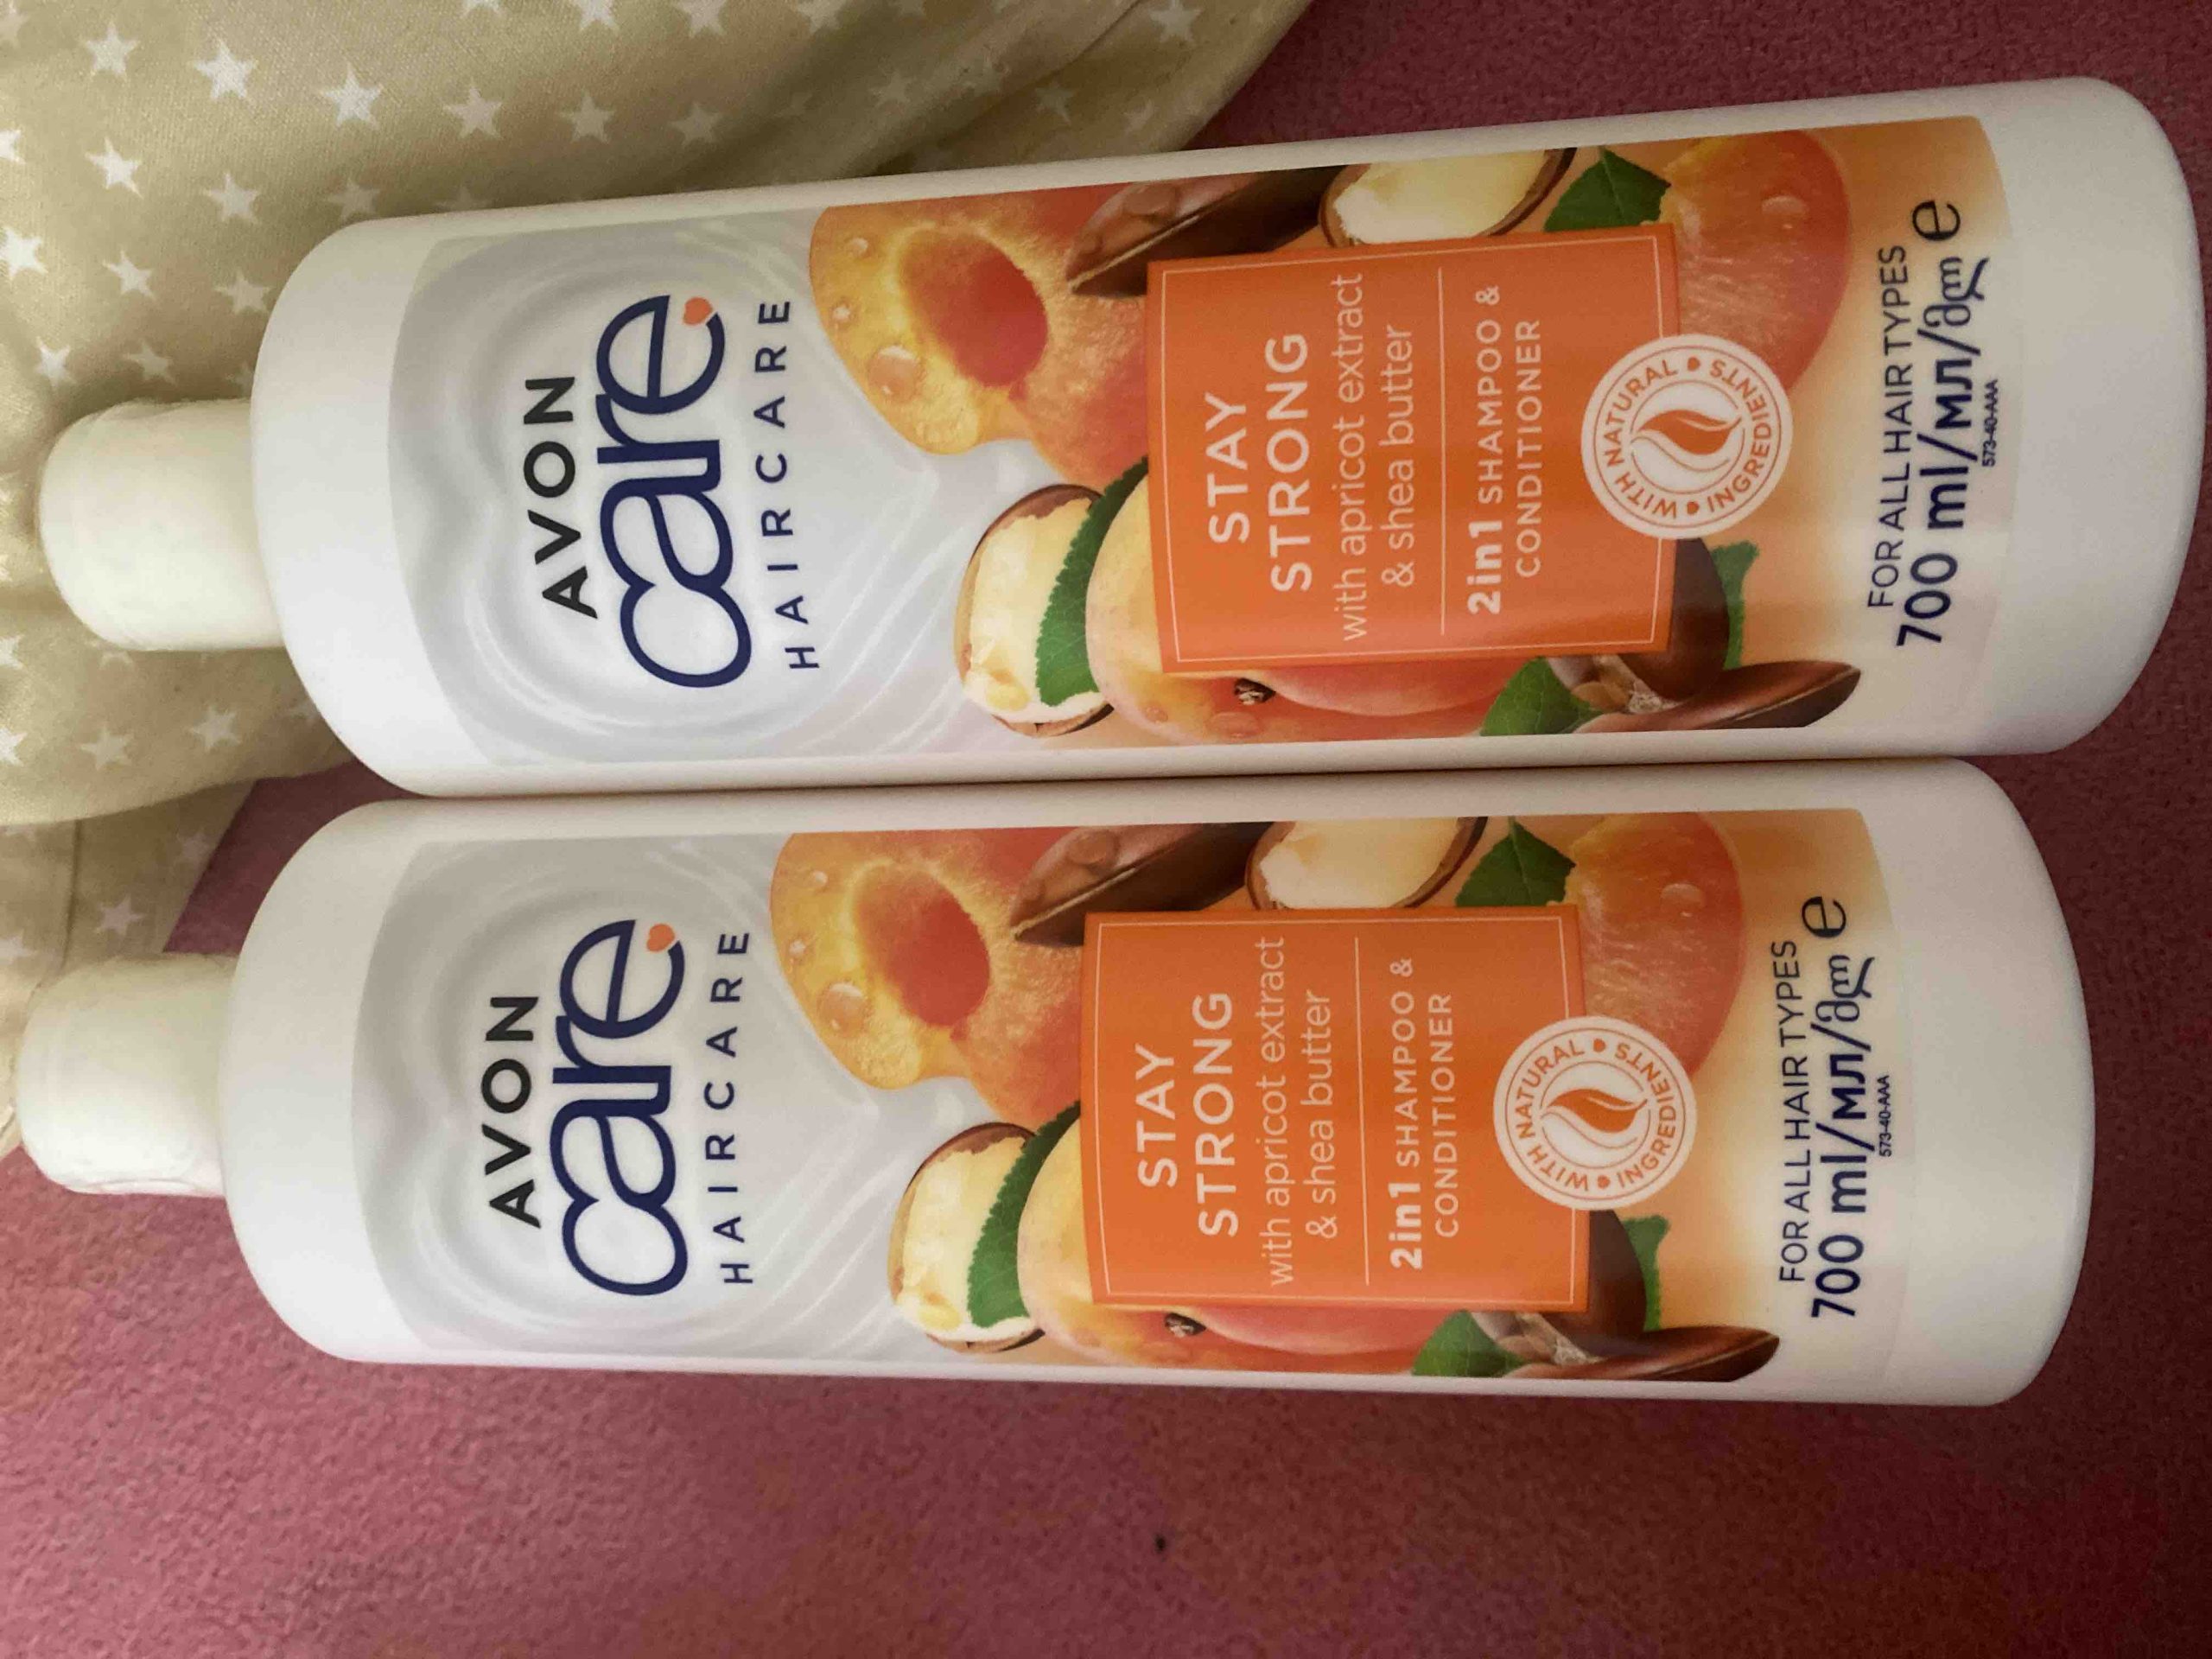 AVON
care
HAIRCARE
STAY
STRONG
with apricot extract
& shea butter
2in1 SHAMPOO &
CONDITIONER
WITH NATURAL • INGREDIENTS •
FOR ALL HAIR TYPES
700 ml/мл/მლ e
573-40-AAA
AVON
care
HAIRCARE
STAY
STRONG
with apricot extract
& shea butter
2in1 SHAMPOO &
CONDITIONER
WITH NATURAL • INGREDIENTS •
FOR ALL HAIR TYPES
700 ml/мл/მლ e
573-40-AAA